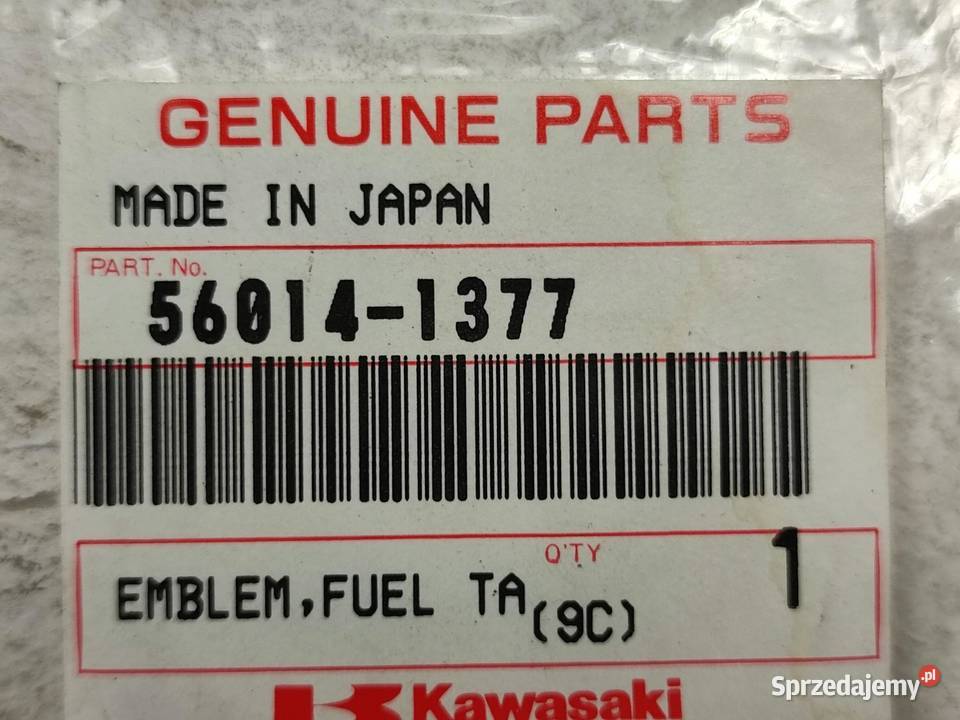 GENUINE PARTS
MADE IN JAPAN
PART. No.
56014-1377
Q'TY
1
EMBLEM,FUEL TA(9C)
Kawasaki
Sprzedajemy.pl